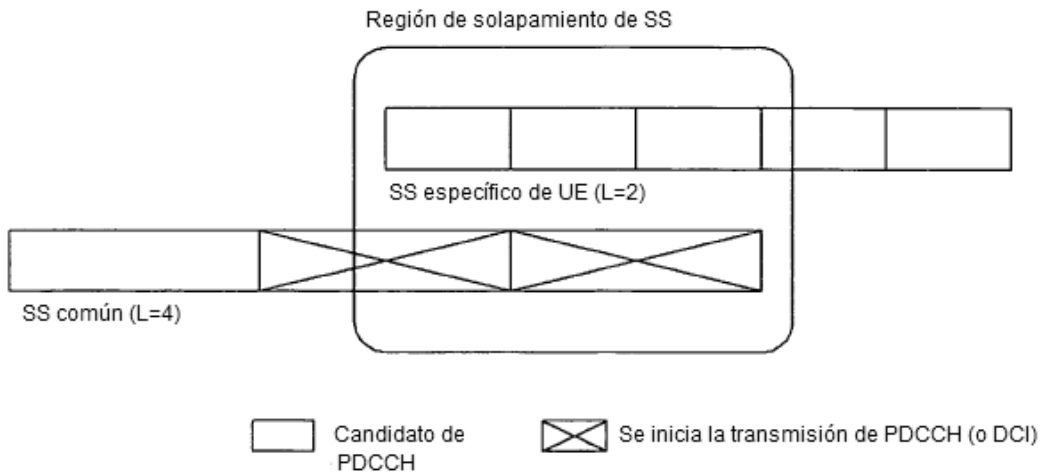 Región de solapamiento de SS
SS específico de UE (L=2)
SS común (L=4)
Candidato de
PDCCH
Se inicia la transmisión de PDCCH (o DCI)